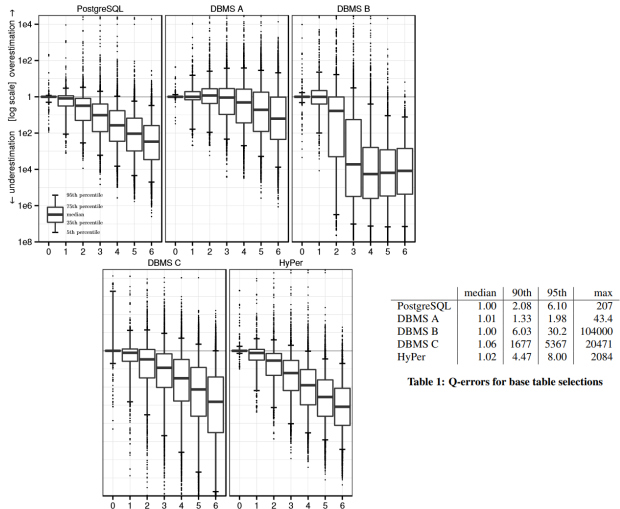 PostgreSQL
DBMS A
DBMS B
← underestimation [log scale] overestimation →
1e4
1e2
1
1e2
1e4
1e6
1e8
95th percentile
75th percentile
median
25th percentile
5th percentile
0 1 2 3 4 5 6
0 1 2 3 4 5 6
0 1 2 3 4 5 6
DBMS C
HyPer
0 1 2 3 4 5 6
0 1 2 3 4 5 6
median 90th 95th max
PostgreSQL 1.00 2.08 6.10 207
DBMS A 1.01 1.33 1.98 43.4
DBMS B 1.00 6.03 30.2 104000
DBMS C 1.06 1677 5367 20471
HyPer 1.02 4.47 8.00 2084
Table 1: Q-errors for base table selections